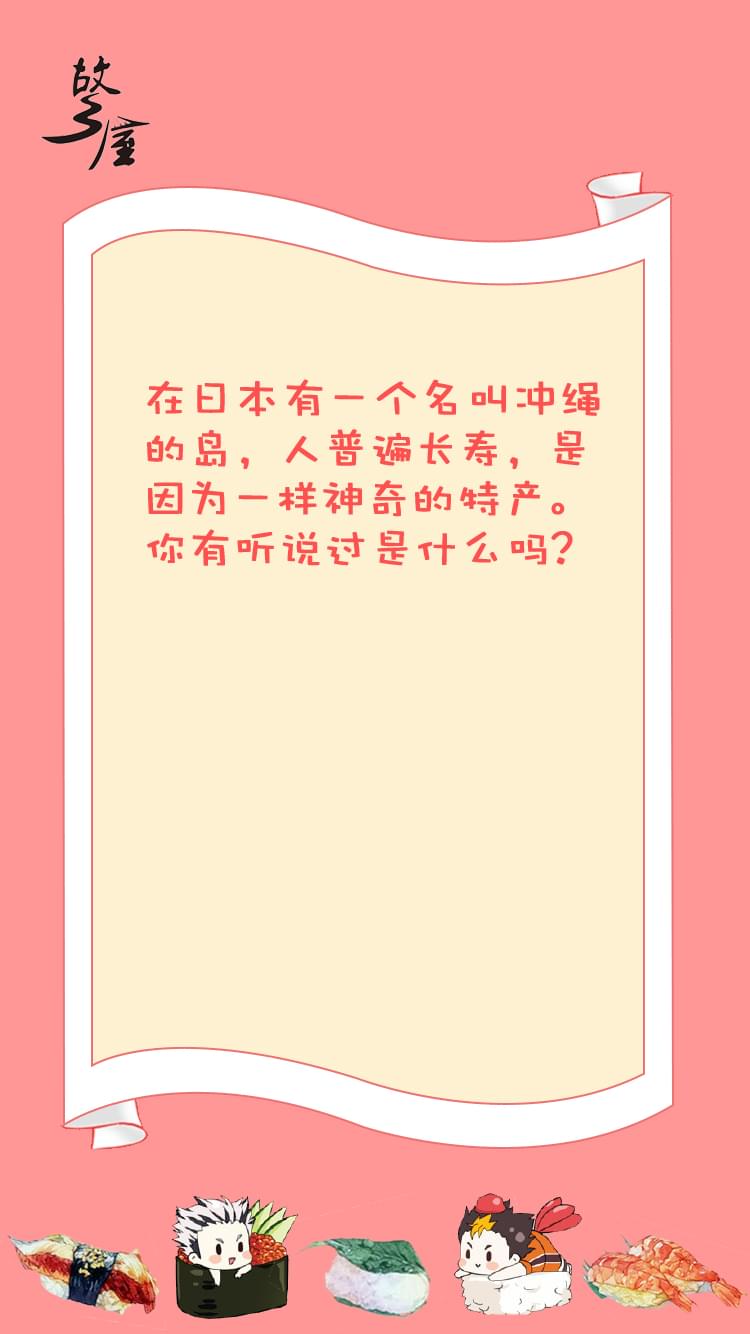 故乡屋
在日本有一个名叫冲绳
的岛，人普遍长寿，是
因为一样神奇的特产。
你有听说过是什么吗？